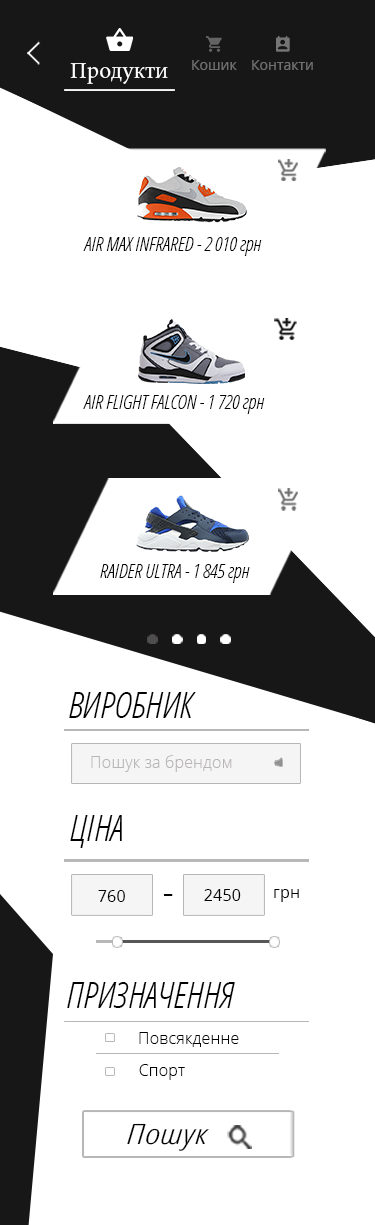 Продукти
Кошик
Контакти
AIR MAX INFRARED - 2 010 грн
AIR FLIGHT FALCON - 1 720 грн
RAIDER ULTRA - 1 845 грн
ВИРОБНИК
Пошук за брендом
ЦІНА
760 – 2450 грн
ПРИЗНАЧЕННЯ
Повсякденне
Спорт
Пошук